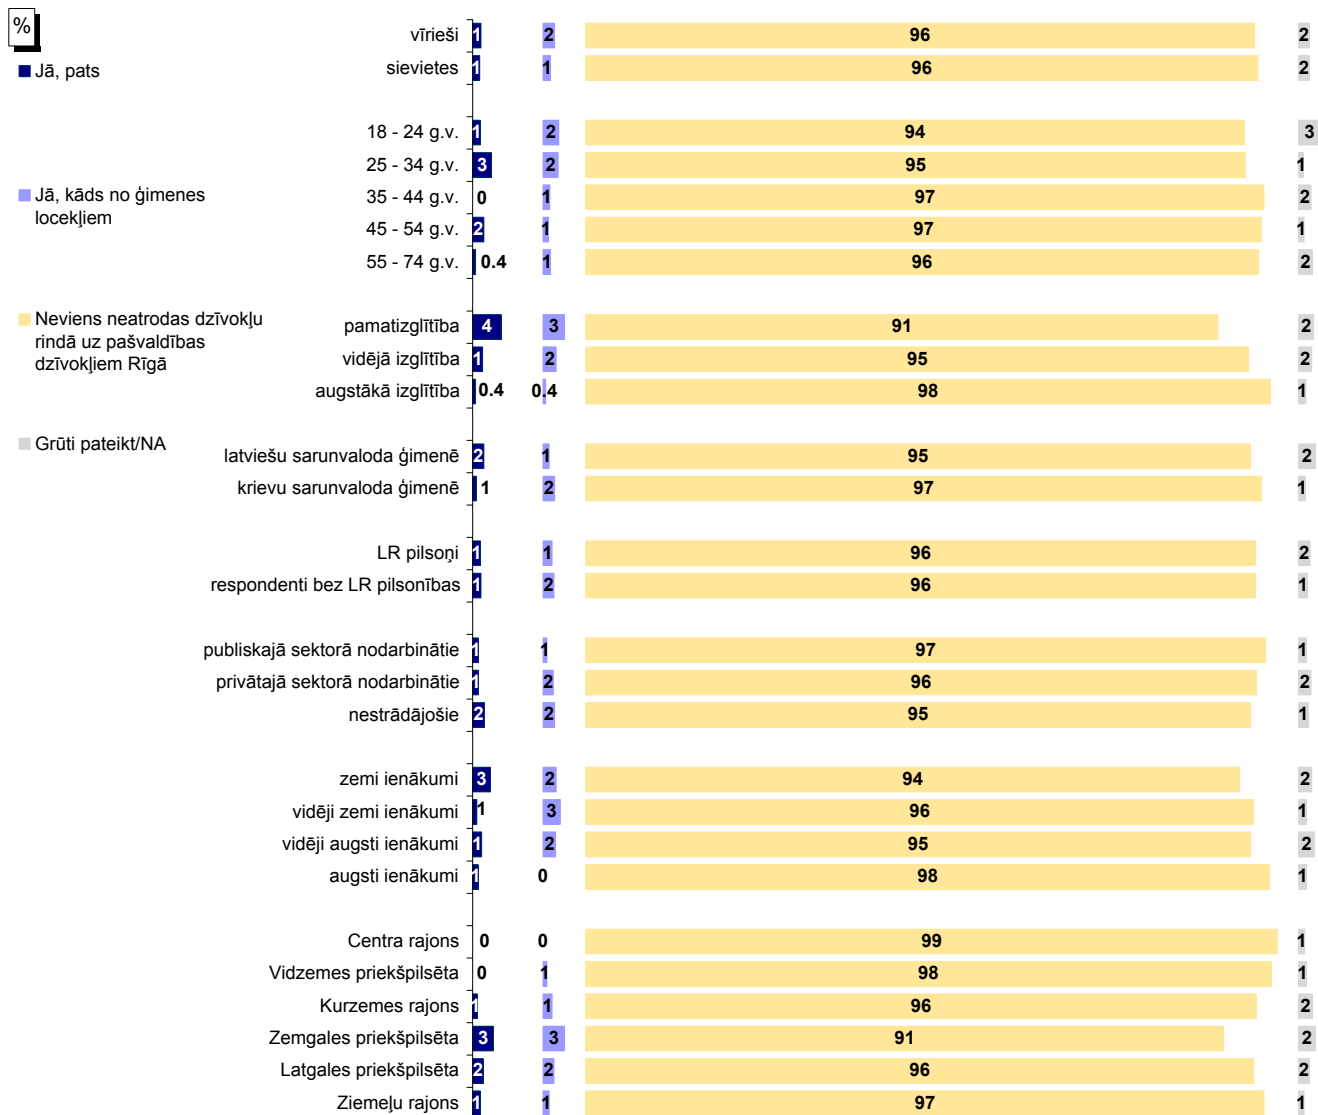 %
Jā, pats
Jā, kāds no ģimenes
locekļiem
Neviens neatrodas dzīvokļu
rindā uz pašvaldības
dzīvokļiem Rīgā
Grūti pateikt/NA
vīrieši 1 2 96 2
sievietes 1 1 96 2
18 - 24 g.v. 1 2 94 3
25 - 34 g.v. 3 2 95 1
35 - 44 g.v. 0 1 97 2
45 - 54 g.v. 2 1 97 1
55 - 74 g.v. 0.4 1 96 2
pamatizglītība 4 3 91 2
vidējā izglītība 1 2 95 2
augstākā izglītība 0.4 0.4 98 1
latviešu sarunvaloda ģimenē 2 1 95 2
krievu sarunvaloda ģimenē 1 2 97 1
LR pilsoņi 1 1 96 2
respondenti bez LR pilsonības 1 2 96 1
publiskajā sektorā nodarbinātie 1 1 97 1
privātajā sektorā nodarbinātie 1 2 96 2
nestrādājošie 2 2 95 1
zemi ienākumi 3 2 94 2
vidēji zemi ienākumi 1 3 96 1
vidēji augsti ienākumi 1 2 95 2
augsti ienākumi 1 0 98 1
Centra rajons 0 0 99 1
Vidzemes priekšpilsēta 0 1 98 1
Kurzemes rajons 1 1 96 2
Zemgales priekšpilsēta 3 3 91 2
Latgales priekšpilsēta 2 2 96 2
Ziemeļu rajons 1 1 97 1